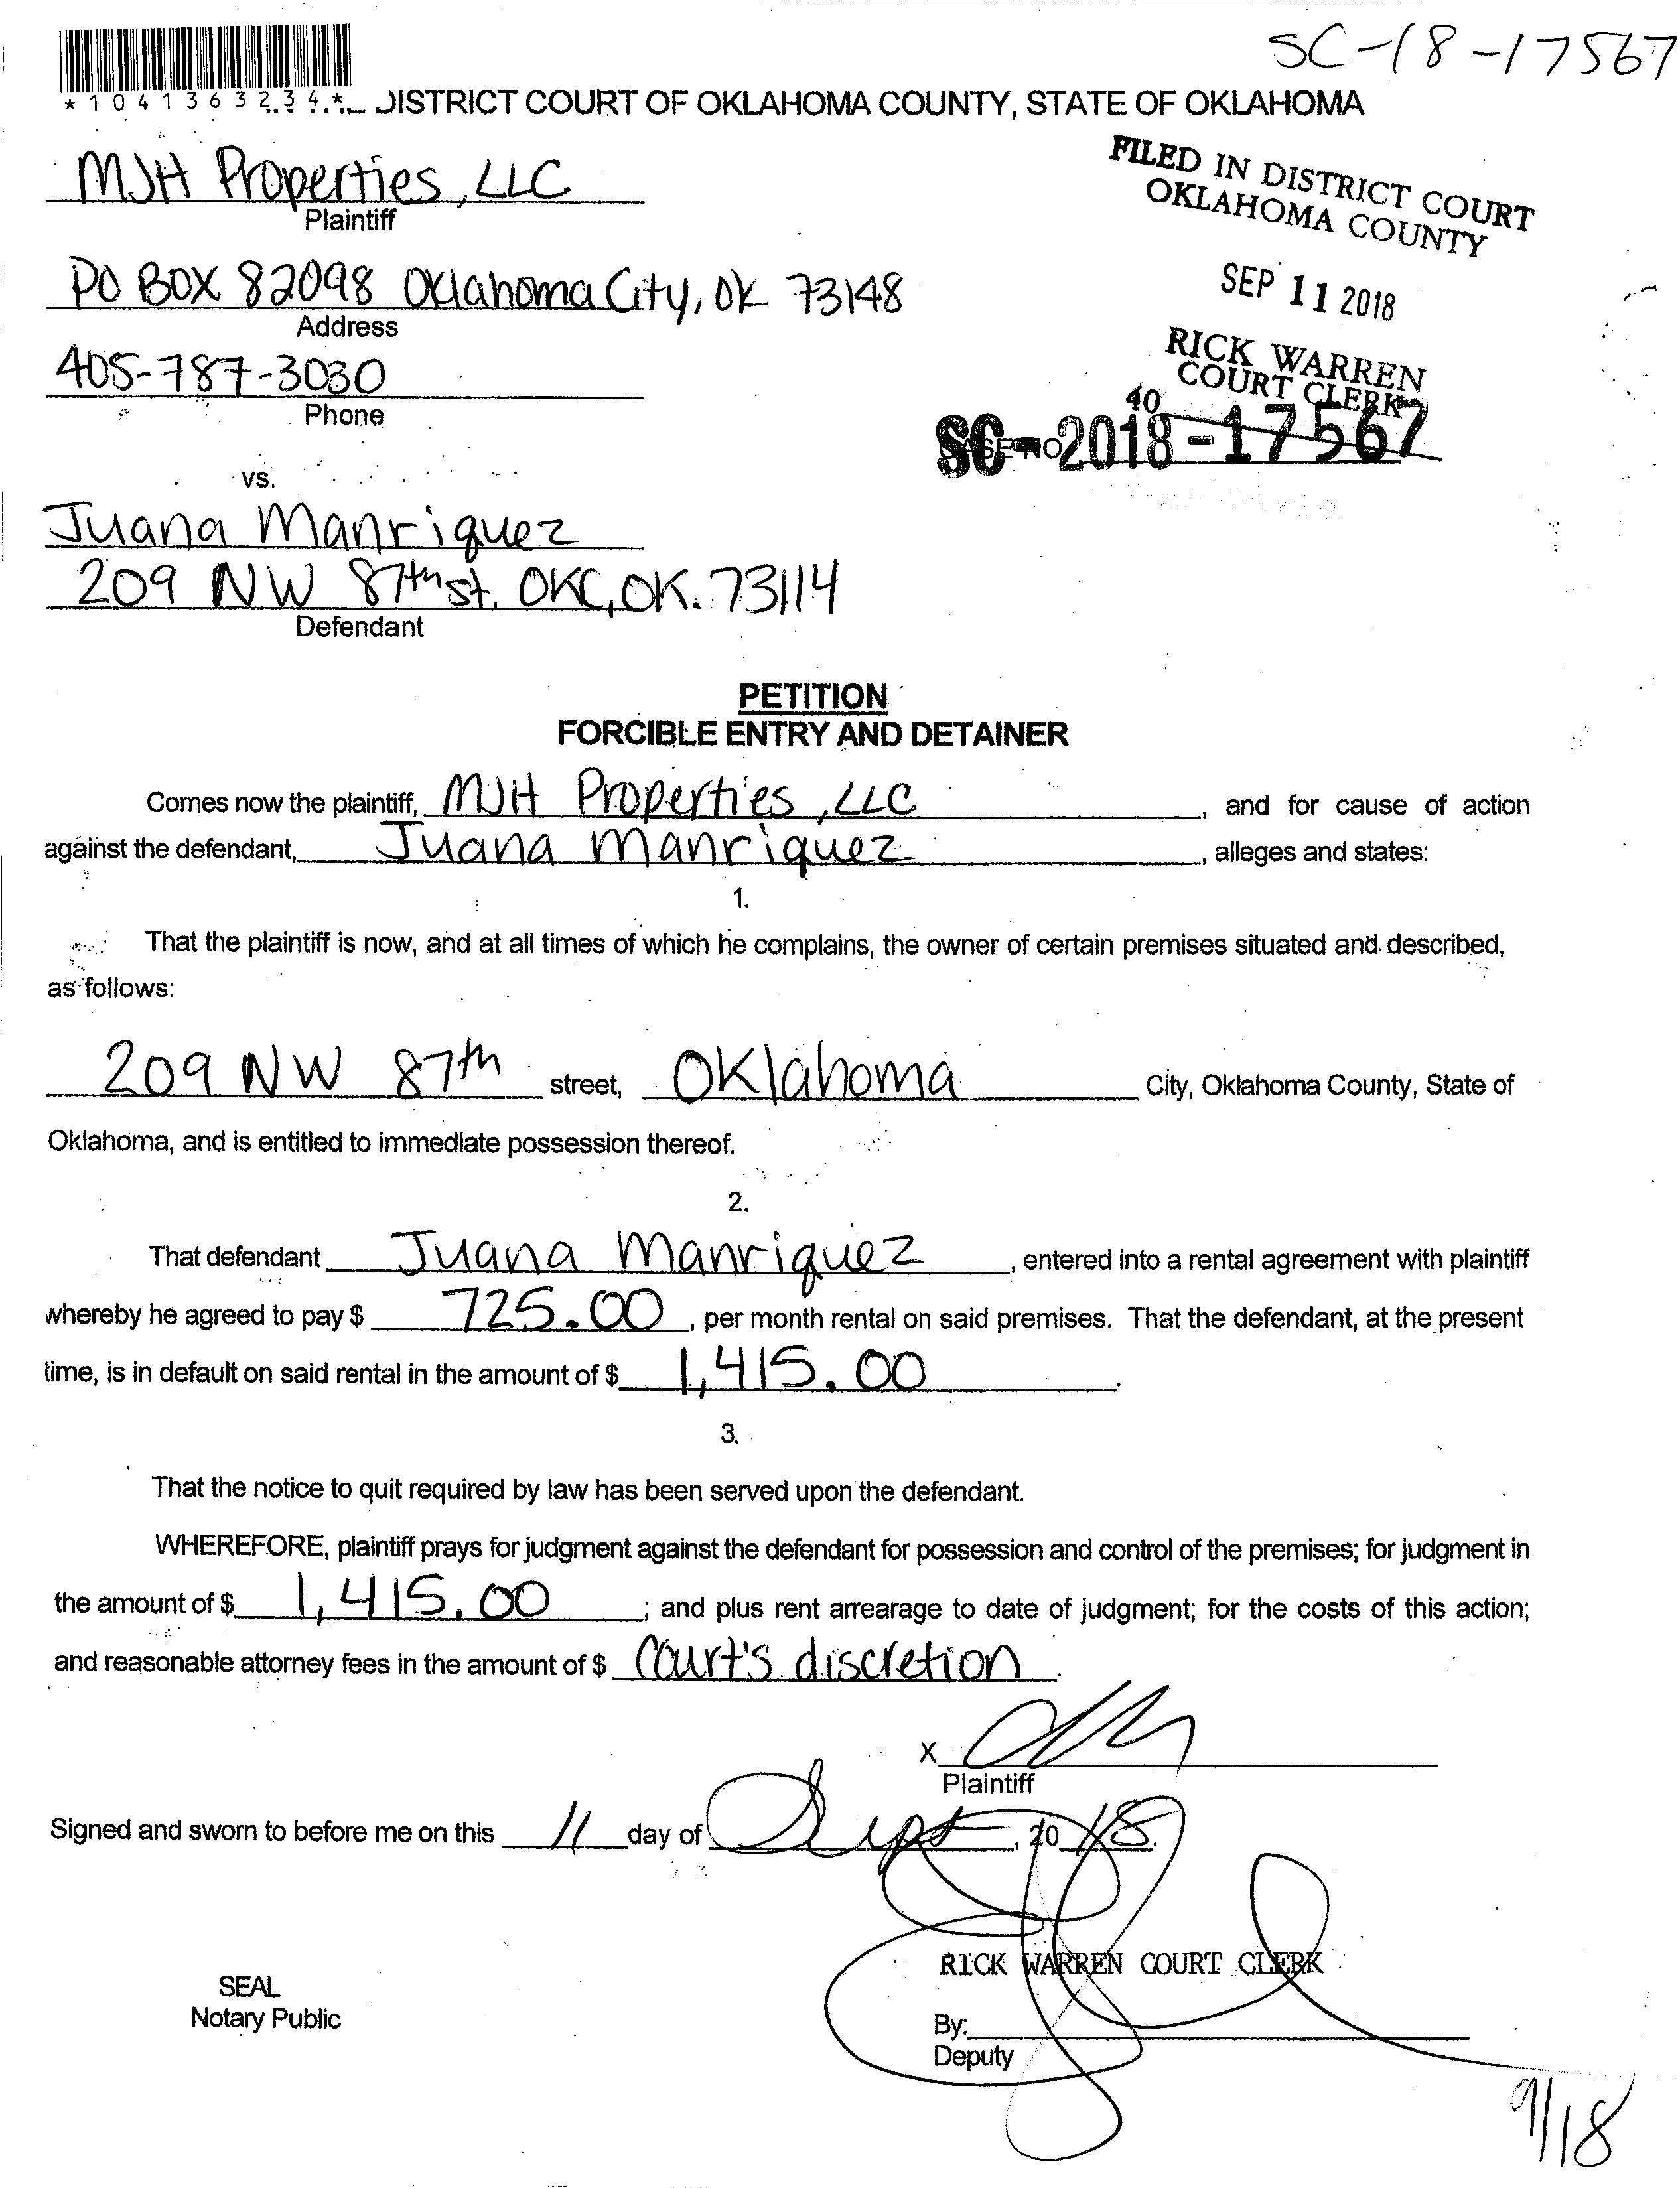 SC-18-17567
*1041363234*
DISTRICT COURT OF OKLAHOMA COUNTY, STATE OF OKLAHOMA
MJH Properties, LLC
Plaintiff
FILED IN DISTRICT COURT
OKLAHOMA COUNTY
PO BOX 82098 Oklahoma City, OK 73148
Address
SEP 11 2018
405-787-3030
Phone
RICK WARREN
COURT CLERK
40
SC-2018-17567
vs.
Juana Manriquez
209 NW 87th st. OKC, OK. 73114
Defendant
PETITION
FORCIBLE ENTRY AND DETAINER
Comes now the plaintiff, MJH Properties, LLC, and for cause of action
against the defendant, Juana Manriquez, alleges and states:
1.
That the plaintiff is now, and at all times of which he complains, the owner of certain premises situated and described,
as follows:
209 NW 87th street, Oklahoma City, Oklahoma County, State of
Oklahoma, and is entitled to immediate possession thereof.
2.
That defendant Juana Manriquez, entered into a rental agreement with plaintiff
whereby he agreed to pay $ 725.00, per month rental on said premises. That the defendant, at the present
time, is in default on said rental in the amount of $ 1,415.00.
3.
That the notice to quit required by law has been served upon the defendant.
WHEREFORE, plaintiff prays for judgment against the defendant for possession and control of the premises; for judgment in
the amount of $ 1,415.00; and plus rent arrearage to date of judgment; for the costs of this action;
and reasonable attorney fees in the amount of $ Court's discretion.
X
Plaintiff
Signed and sworn to before me on this 11 day of Sept, 20 18.
RICK WARREN COURT CLERK
SEAL
Notary Public
By:
Deputy
9/18